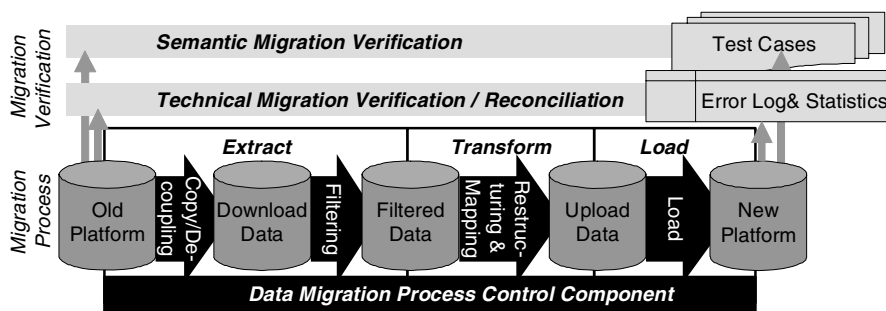 Migration
Verification
Semantic Migration Verification
Test Cases
Technical Migration Verification / Reconciliation
Error Log& Statistics
Extract
Transform
Load
Migration
Process
Old
Platform
Copy/De-
coupling
Download
Data
Filtering
Filtered
Data
Restruc-
turing &
Mapping
Upload
Data
Load
New
Platform
Data Migration Process Control Component